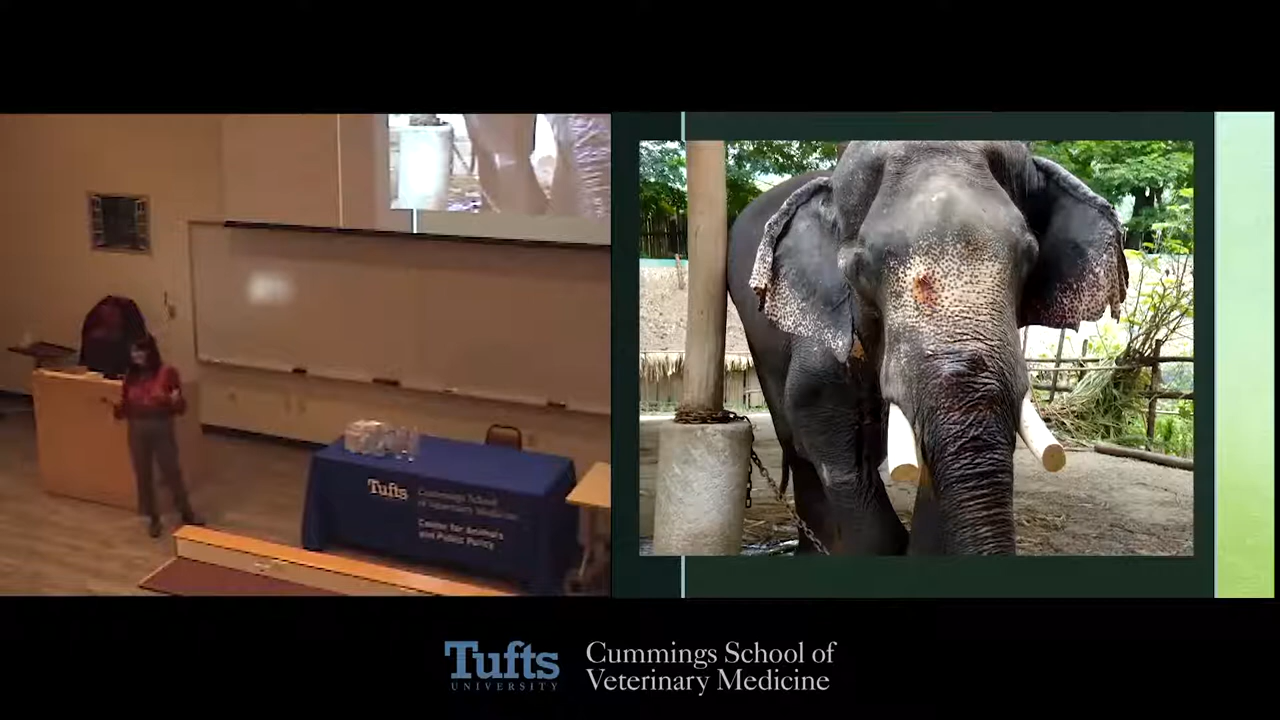 Tufts
Cummings School
of Veterinary Medicine
Center for Animals
and Public Policy
Tufts
UNIVERSITY
Cummings School of
Veterinary Medicine